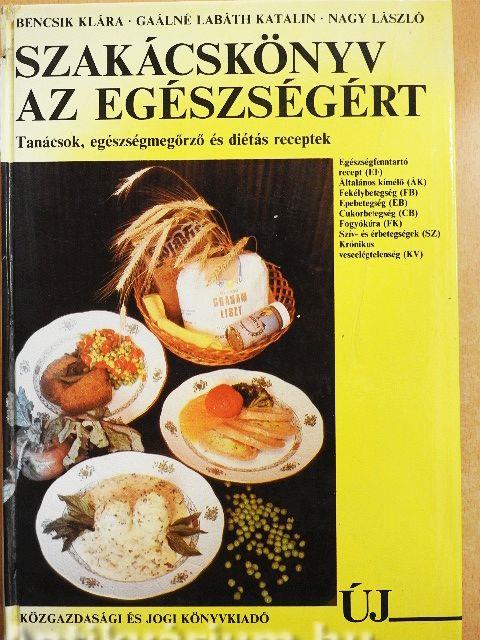 BENCSIK KLÁRA · GAÁLNÉ LABÁTH KATALIN · NAGY LÁSZLÓ
SZAKÁCSKÖNYV
AZ EGÉSZSÉGÉRT
Tanácsok, egészségmegőrző és diétás receptek
Egészségfenntartó
recept (EF)
Általános kímélő (ÁK)
Fekélybetegség (FB)
Epebetegség (EB)
Cukorbetegség (CB)
Fogyókúra (FK)
Szív- és érbetegségek (SZ)
Krónikus
veseelégtelenség (KV)
GRAHAM
LISZT
KÖZGAZDASÁGI ÉS JOGI KÖNYVKIADÓ
ÚJ